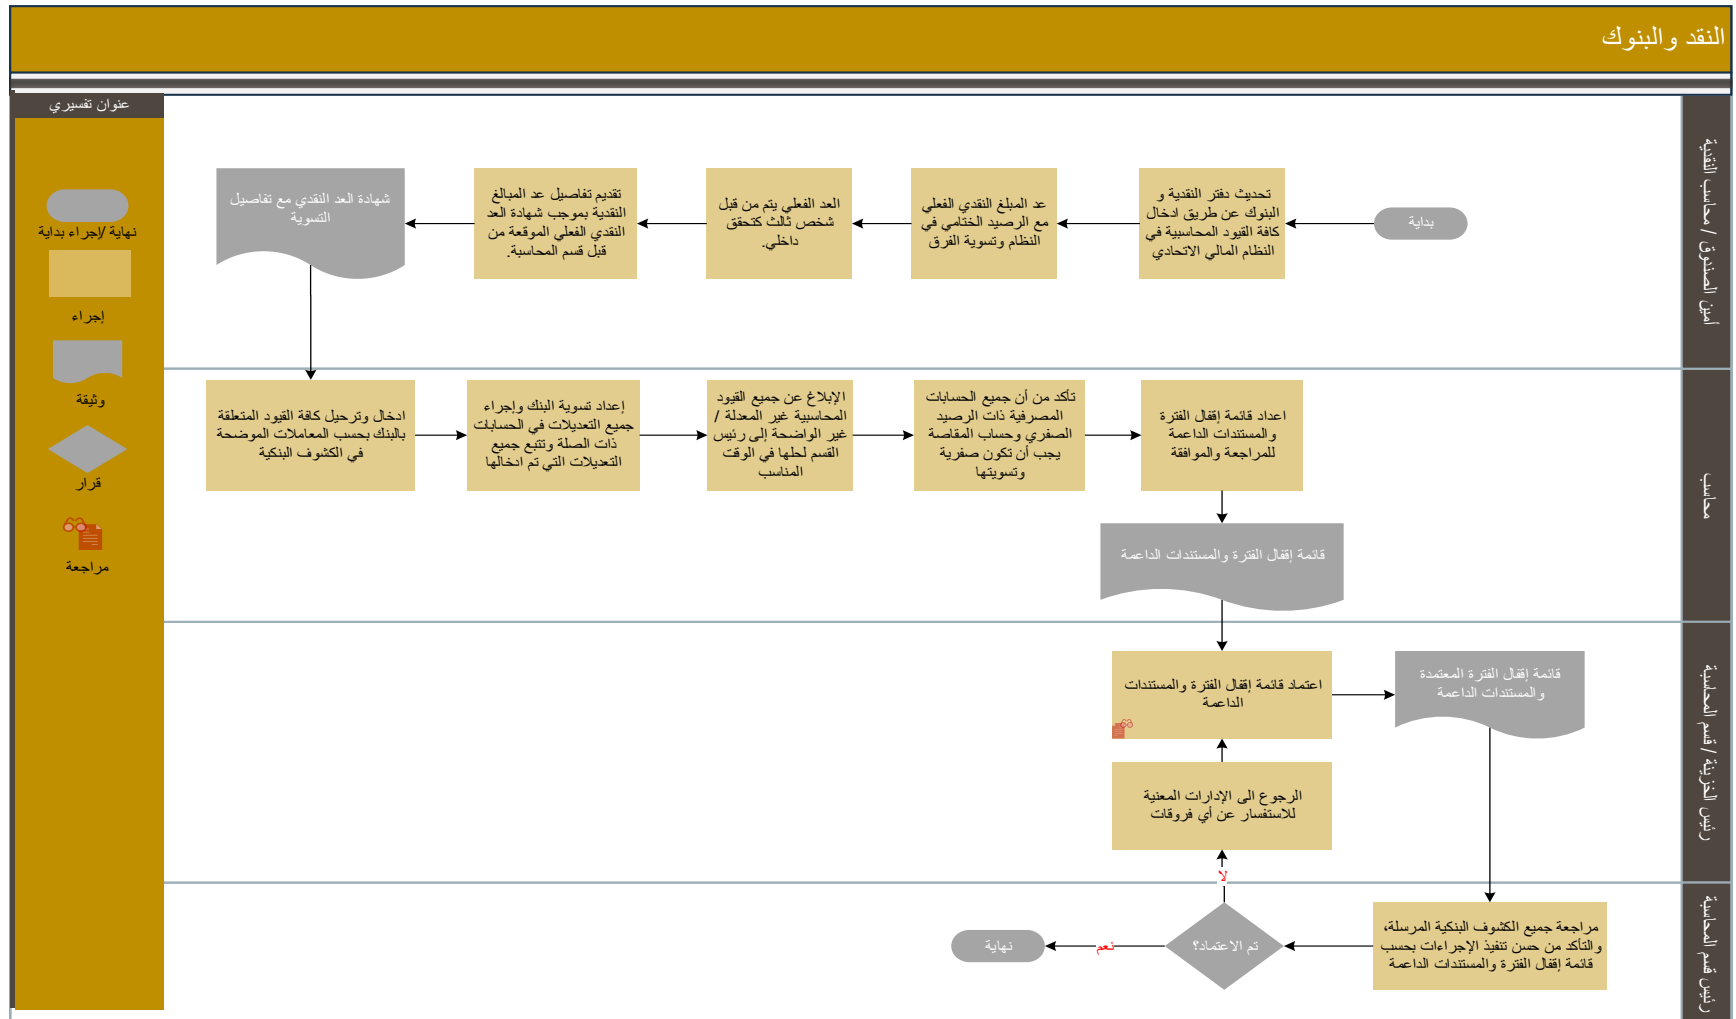 النقد والبنوك
عنوان تفسيري
نهاية /إجراء بداية
إجراء
وثيقة
قرار
مراجعة
أمين الصندوق / محاسب النقدية
بداية
تحديث دفتر النقدية و
البنوك عن طريق ادخال
كافة القيود المحاسبية في
النظام المالي الاتحادي
عد المبلغ النقدي الفعلي
مع الرصيد الختامي في
النظام وتسوية الفرق
العد الفعلي يتم من قبل
شخص ثالث كتحقق
داخلي.
تقديم تفاصيل عد المبالغ
النقدية بموجب شهادة العد
النقدي الفعلي الموقعة من
قبل قسم المحاسبة.
شهادة العد النقدي مع تفاصيل
التسوية
محاسب
ادخال وترحيل كافة القيود المتعلقة
بالبنك بحسب المعاملات الموضحة
في الكشوف البنكية
إعداد تسوية البنك وإجراء
جميع التعديلات في الحسابات
ذات الصلة وتتبع جميع
التعديلات التي تم ادخالها
الإبلاغ عن جميع القيود
المحاسبية غير المعدلة /
غير الواضحة إلى رئيس
القسم لحلها في الوقت
المناسب
تأكد من أن جميع الحسابات
المصرفية ذات الرصيد
الصفري وحساب المقاصة
يجب أن تكون صفرية
وتسويتها
اعداد قائمة إقفال الفترة
والمستندات الداعمة
للمراجعة والموافقة
قائمة إقفال الفترة والمستندات الداعمة
رئيس الخزينة / قسم المحاسبة
اعتماد قائمة إقفال الفترة والمستندات
الداعمة
قائمة إقفال الفترة المعتمدة
والمستندات الداعمة
الرجوع الى الإدارات المعنية
للاستفسار عن أي فروقات
لا
رئيس قسم المحاسبة
مراجعة جميع الكشوف البنكية المرسلة،
والتأكد من حسن تنفيذ الإجراءات بحسب
قائمة إقفال الفترة والمستندات الداعمة
تم الاعتماد؟
نعم
نهاية